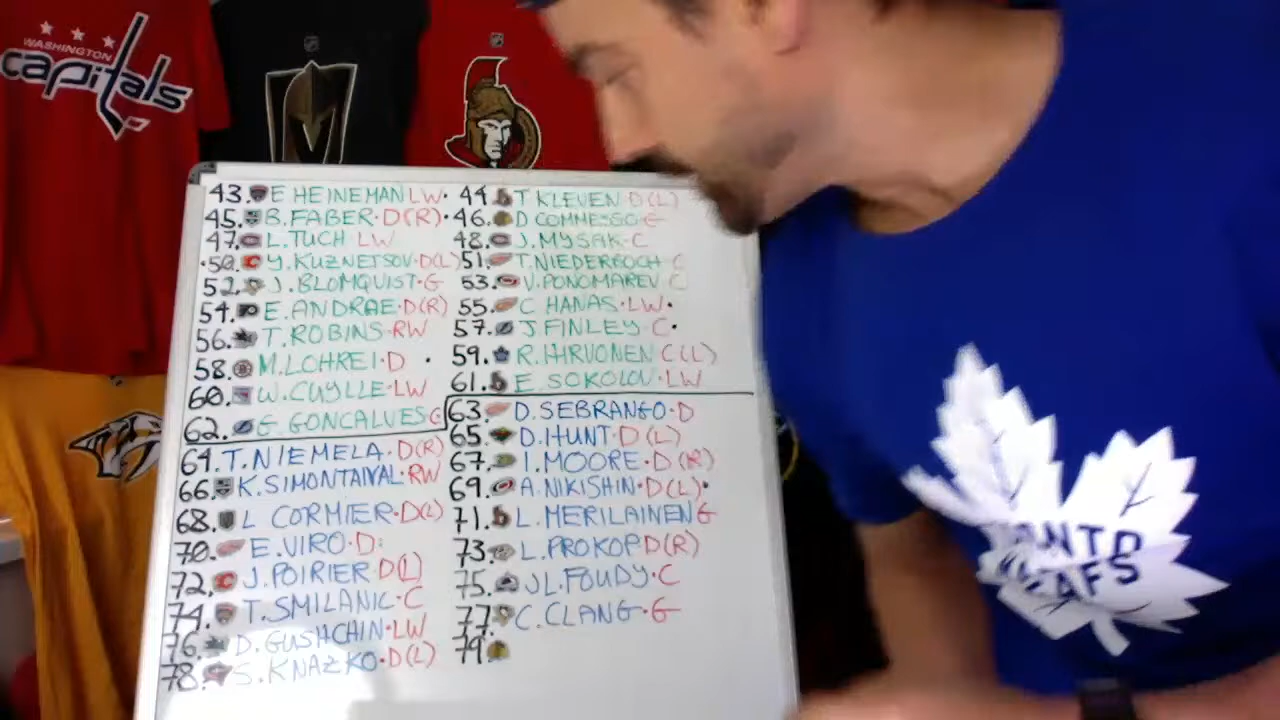 WASHINGTON
capitals
43. E HEINEMAN LW. 44. T KLEVEN D(L)
45. B. FABER. D(R). 46. D COMMESSO G
47. L. TUCH LW 48. J. MYSAK. C
.50. Y. KUZNETSOV. D(L) 51. T. NIEDERBOCH C
52. J. BLOMQUIST. G 53. V. PONOMAREV C
54. E. ANDRAE. D(R) 55. C HANAS. LW.
56. T. ROBINS. RW 57. J FINLEY C.
58. M. LOHREI. D . 59. R. HIRVONEN C(L)
60. W. CUYLLE. LW 61. E. SOKOLOV. LW
62. G. GONCALVES C 63. D. SEBRANGO. D
64. T. NIEMELA. D(R) 65. D. HUNT. D (L)
66. K. SIMONTAIVAL. RW 67. I. MOORE. D (R)
68. L CORMIER. D(L) 69. A. NIKISHIN. D(L).
70. E. VIRO. D. 71. L. MERILAINEN G
72. J. POIRIER D(L) 73. L. PROKOP D(R)
74. T. SMILANIC. C 75. JL. FOUDY. C
76. D. GUSHCHIN. LW 77. C. CLANG. G
78. S. KNAZKO. D(L) 79.